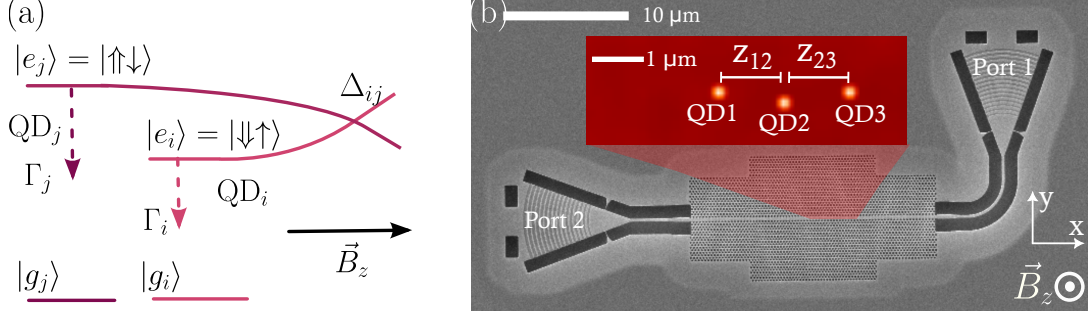 (a)
|e_j⟩ = |⇑↓⟩
Δ_ij
QD_j
|e_i⟩ = |⇓↑⟩
Γ_j
QD_i
Γ_i
B⃗_z
|g_j⟩ |g_i⟩
(b)
10 μm
1 μm
z_12 z_23
QD1 QD2 QD3
Port 1
Port 2
y
x
B⃗_z